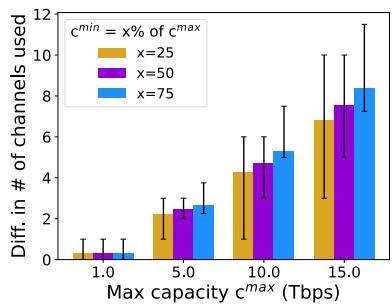 12
10
8
6
4
2
0
Diff. in # of channels used
c^min = x% of c^max
x=25
x=50
x=75
1.0 5.0 10.0 15.0
Max capacity c^max (Tbps)